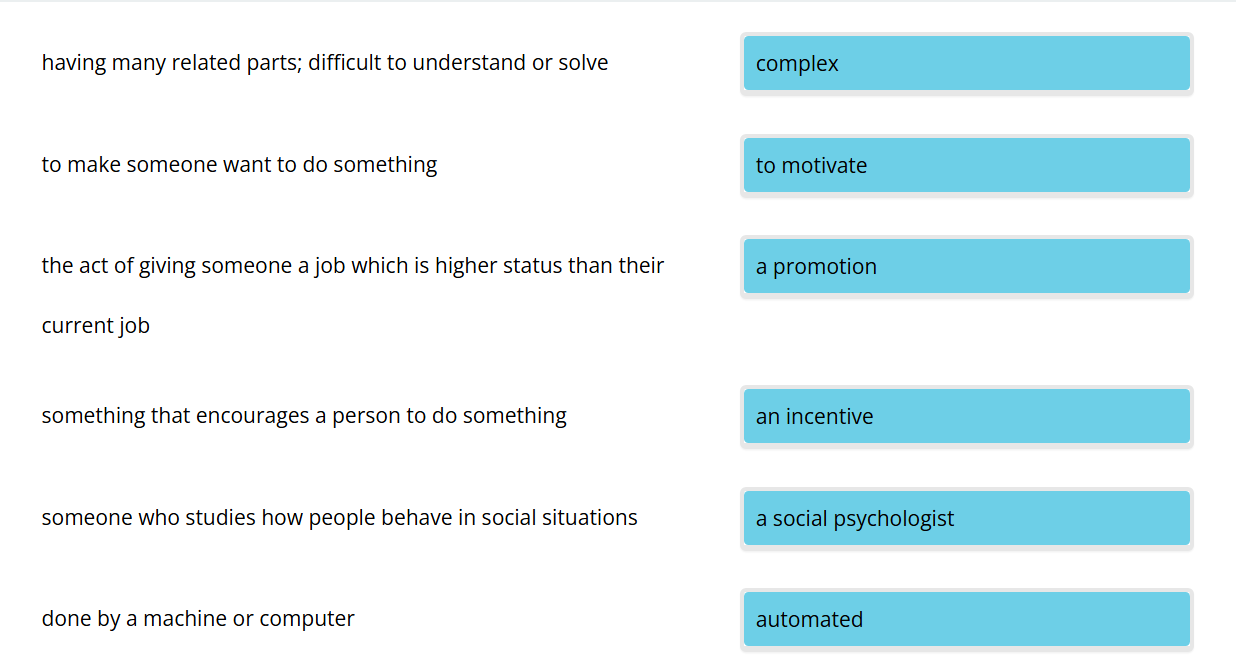 having many related parts; difficult to understand or solve
complex
to make someone want to do something
to motivate
the act of giving someone a job which is higher status than their
current job
a promotion
something that encourages a person to do something
an incentive
someone who studies how people behave in social situations
a social psychologist
done by a machine or computer
automated